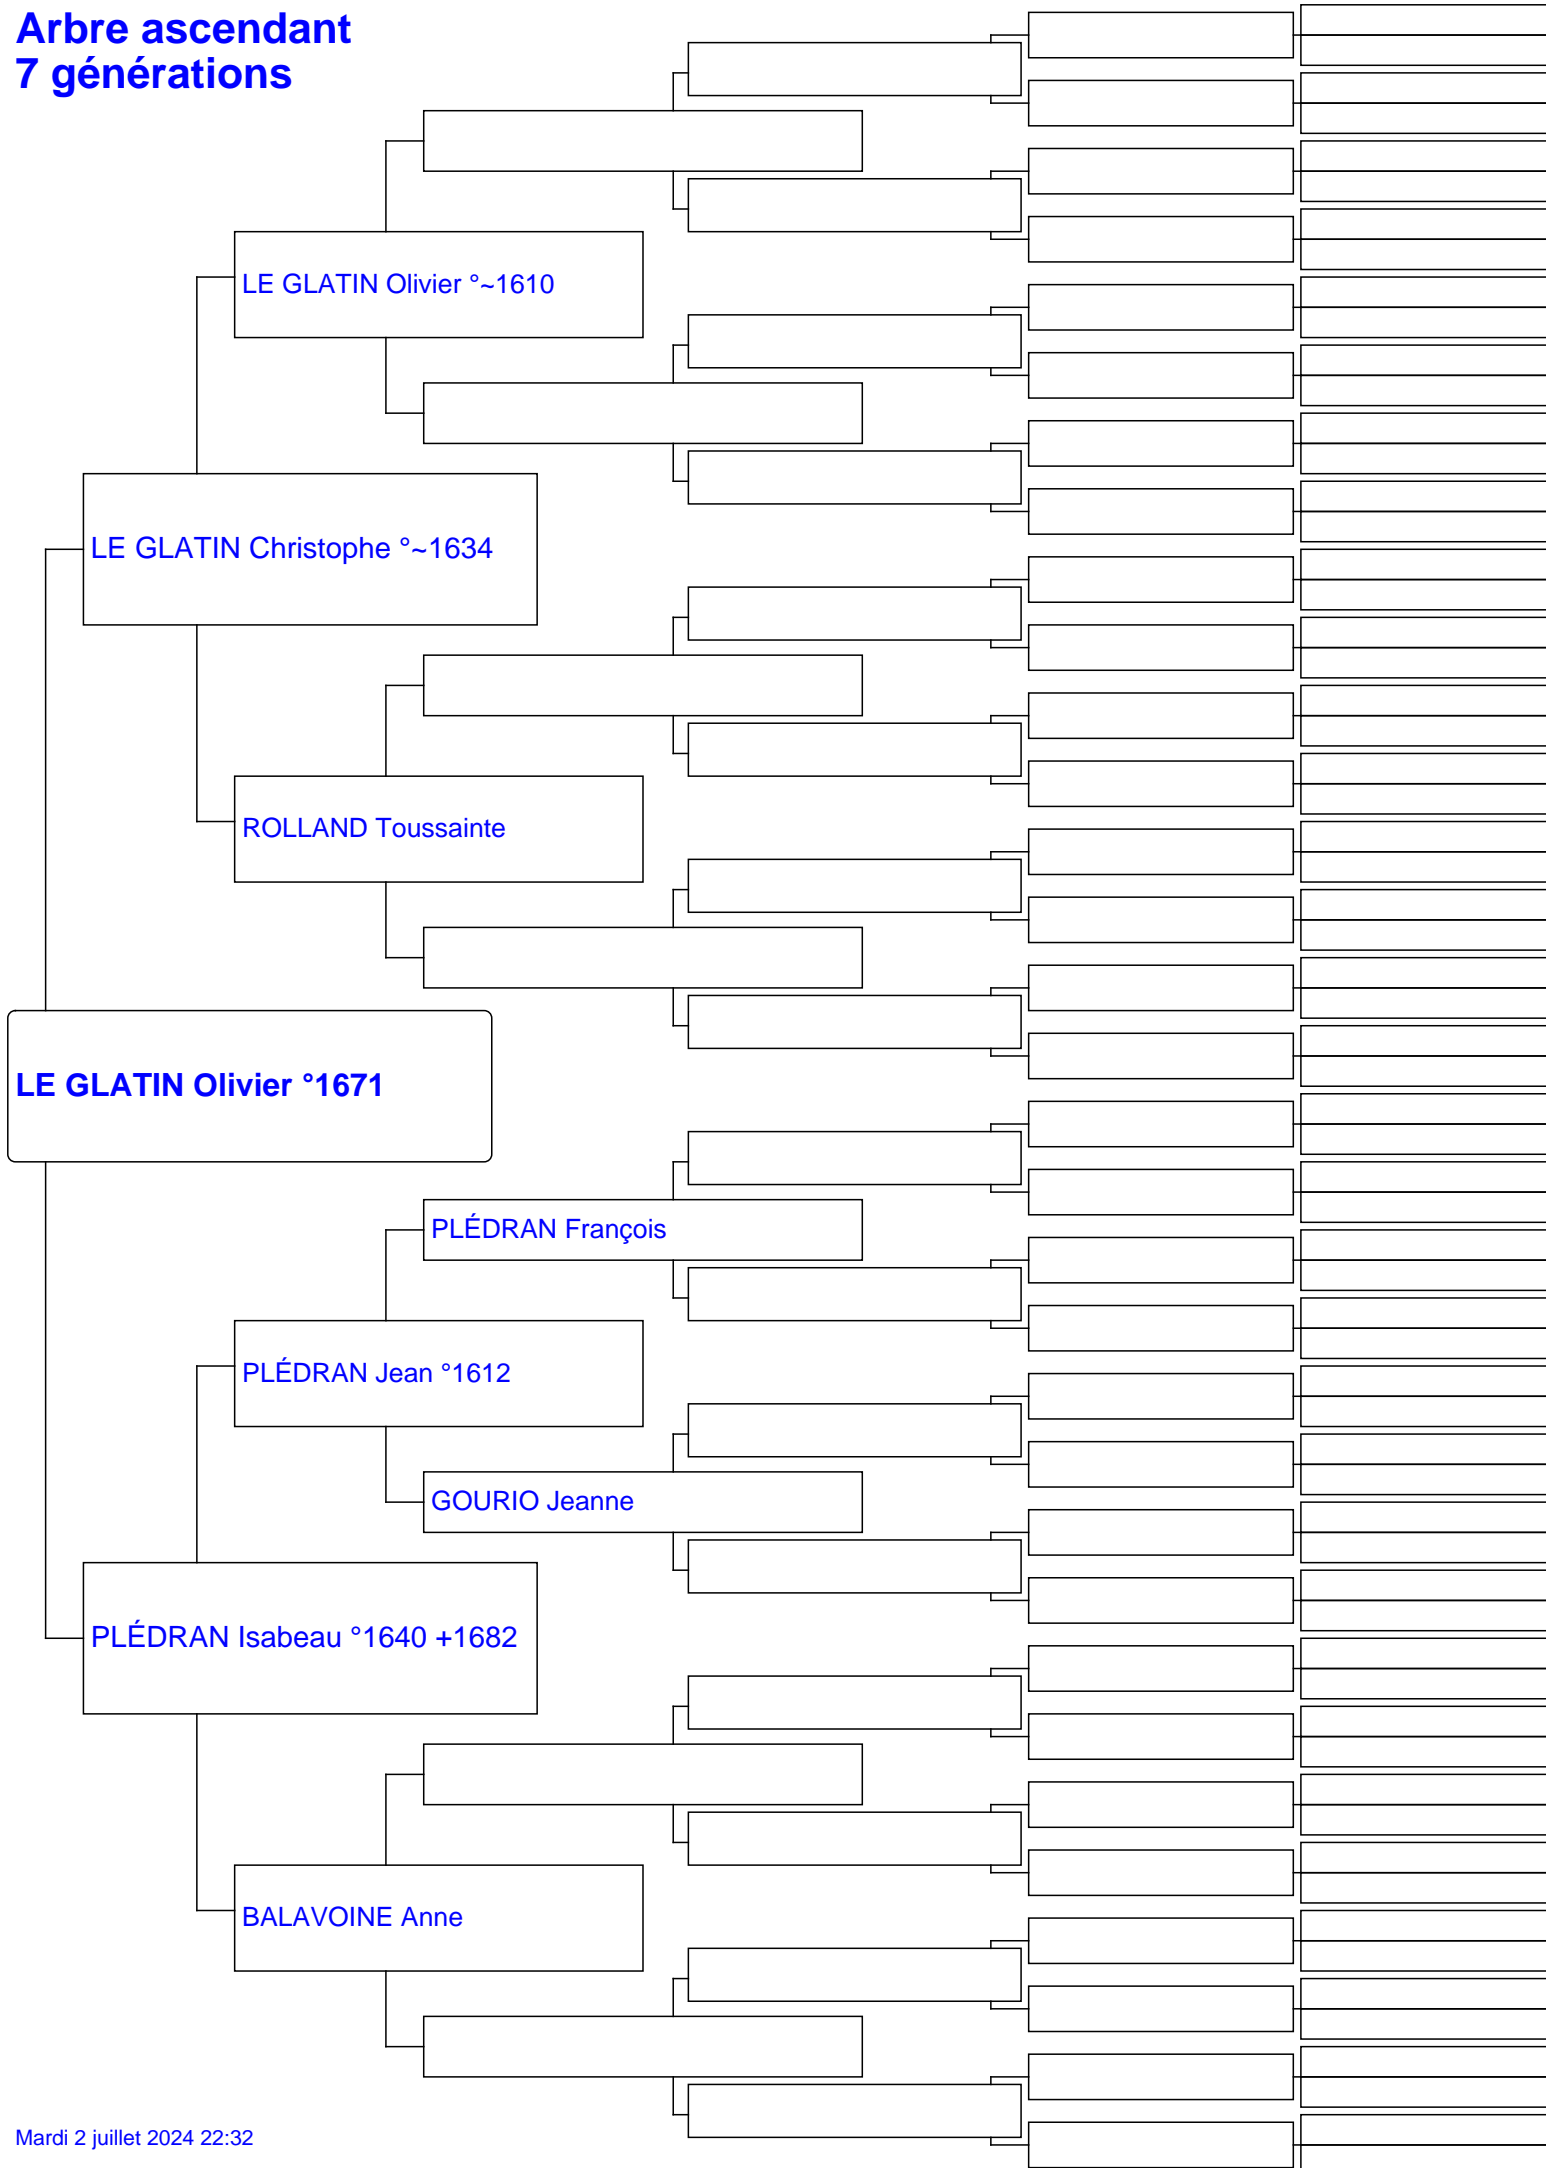 Arbre ascendant
7 générations
LE GLATIN Olivier °~1610
LE GLATIN Christophe °~1634
ROLLAND Toussainte
LE GLATIN Olivier °1671
PLÉDRAN François
PLÉDRAN Jean °1612
GOURIO Jeanne
PLÉDRAN Isabeau °1640 +1682
BALAVOINE Anne
Mardi 2 juillet 2024 22:32